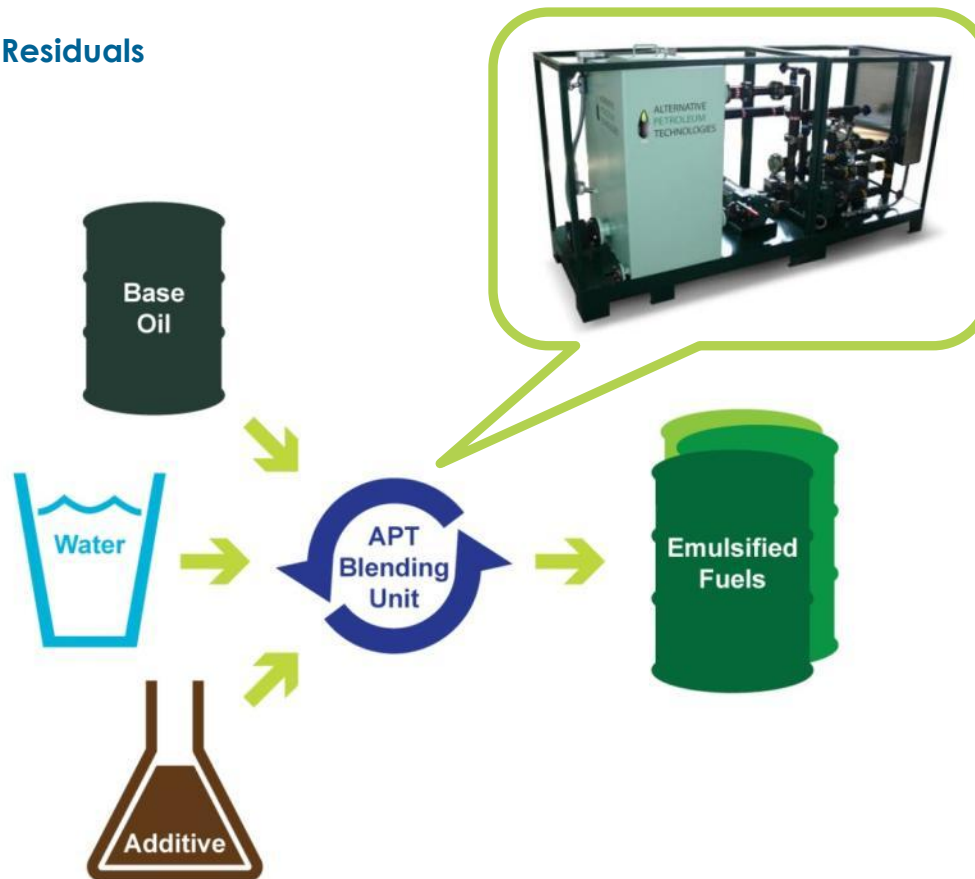 Residuals
ALTERNATIVE
PETROLEUM
TECHNOLOGIES
Base
Oil
Water
APT
Blending
Unit
Emulsified
Fuels
Additive